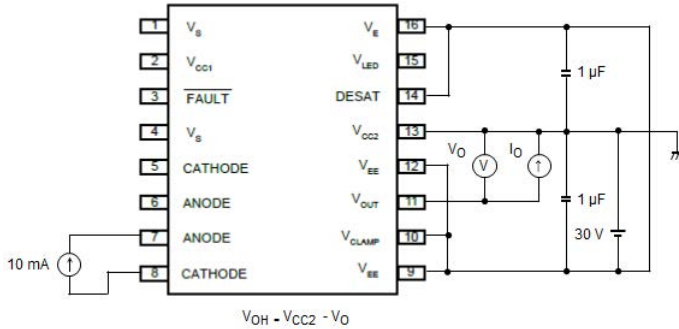 1 V_S V_E 16
2 V_CC1 V_LED 15
3 FAULT DESAT 14
4 V_S V_CC2 13
5 CATHODE V_EE 12
6 ANODE V_OUT 11
7 ANODE V_CLAMP 10
8 CATHODE V_EE 9
10 mA
1 µF
V_O
V
I_O
1 µF
30 V
V_OH - V_CC2 - V_O